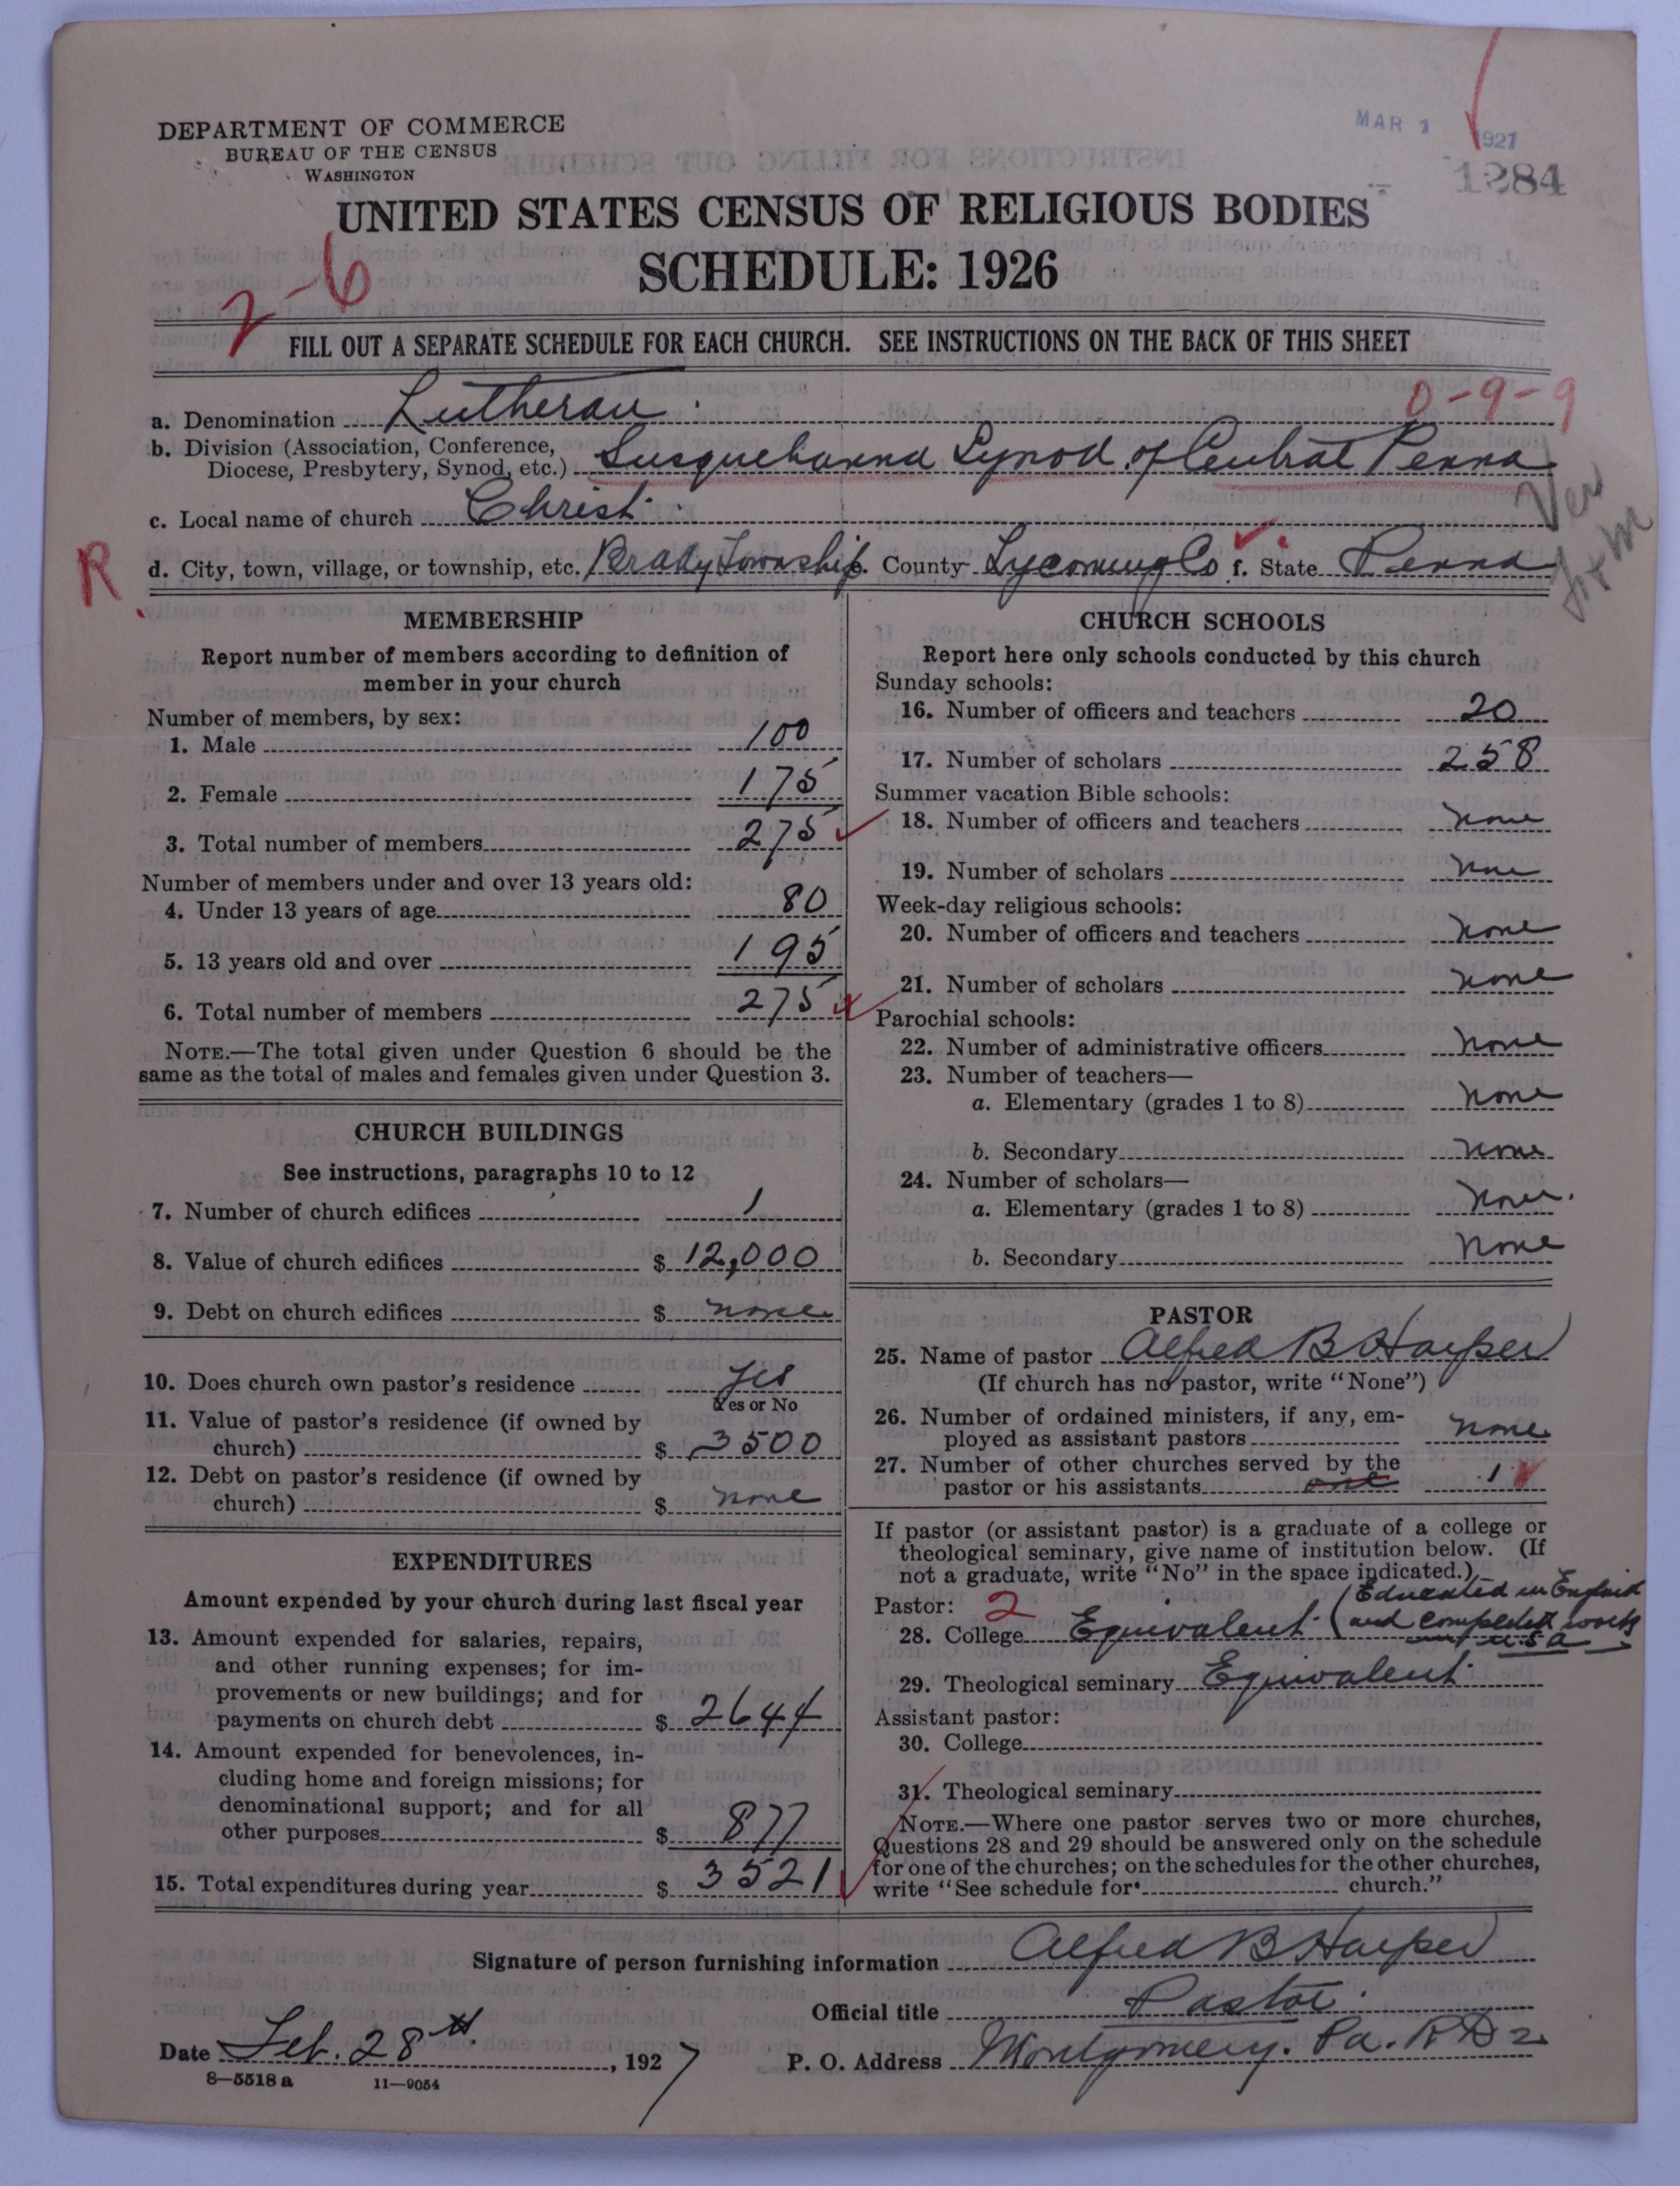 DEPARTMENT OF COMMERCE
BUREAU OF THE CENSUS
WASHINGTON
MAR 1 1927
1284
UNITED STATES CENSUS OF RELIGIOUS BODIES
SCHEDULE: 1926
2-6
FILL OUT A SEPARATE SCHEDULE FOR EACH CHURCH. SEE INSTRUCTIONS ON THE BACK OF THIS SHEET
0-9-9
a. Denomination Lutheran
b. Division (Association, Conference,
Diocese, Presbytery, Synod, etc.) Susquehanna Synod of Central Penna
c. Local name of church Christ
Ver
R
d. City, town, village, or township, etc. Brady Township e. County Lycoming Co f. State Penna
MEMBERSHIP
Report number of members according to definition of
member in your church
Number of members, by sex:
1. Male 100
2. Female 175
3. Total number of members 275
Number of members under and over 13 years old:
4. Under 13 years of age 80
5. 13 years old and over 195
6. Total number of members 275
NOTE.—The total given under Question 6 should be the
same as the total of males and females given under Question 3.
CHURCH BUILDINGS
See instructions, paragraphs 10 to 12
7. Number of church edifices 1
8. Value of church edifices $ 12,000
9. Debt on church edifices $ none
10. Does church own pastor's residence Yes
Yes or No
11. Value of pastor's residence (if owned by
church) $ 3500
12. Debt on pastor's residence (if owned by
church) $ none
EXPENDITURES
Amount expended by your church during last fiscal year
13. Amount expended for salaries, repairs,
and other running expenses; for im-
provements or new buildings; and for
payments on church debt $ 2644
14. Amount expended for benevolences, in-
cluding home and foreign missions; for
denominational support; and for all
other purposes $ 877
15. Total expenditures during year $ 3521
CHURCH SCHOOLS
Report here only schools conducted by this church
Sunday schools:
16. Number of officers and teachers 20
17. Number of scholars 258
Summer vacation Bible schools:
18. Number of officers and teachers none
19. Number of scholars none
Week-day religious schools:
20. Number of officers and teachers none
21. Number of scholars none
Parochial schools:
22. Number of administrative officers none
23. Number of teachers—
a. Elementary (grades 1 to 8) none
b. Secondary none
24. Number of scholars—
a. Elementary (grades 1 to 8) none.
b. Secondary none
PASTOR
25. Name of pastor Alfred B Harper
(If church has no pastor, write "None")
26. Number of ordained ministers, if any, em-
ployed as assistant pastors none
27. Number of other churches served by the
pastor or his assistants one 1
If pastor (or assistant pastor) is a graduate of a college or
theological seminary, give name of institution below. (If
not a graduate, write "No" in the space indicated.)
Pastor: 2
28. College Equivalent (Educated in England
and completed work
U.S.A
29. Theological seminary Equivalent
Assistant pastor:
30. College
31. Theological seminary
NOTE.—Where one pastor serves two or more churches,
Questions 28 and 29 should be answered only on the schedule
for one of the churches; on the schedules for the other churches,
write "See schedule for church."
Signature of person furnishing information Alfred B Harper
Official title Pastor.
Date Feb. 28th, 1927
P. O. Address Montgomery. Pa. R D 2
8—5518 a 11—9054